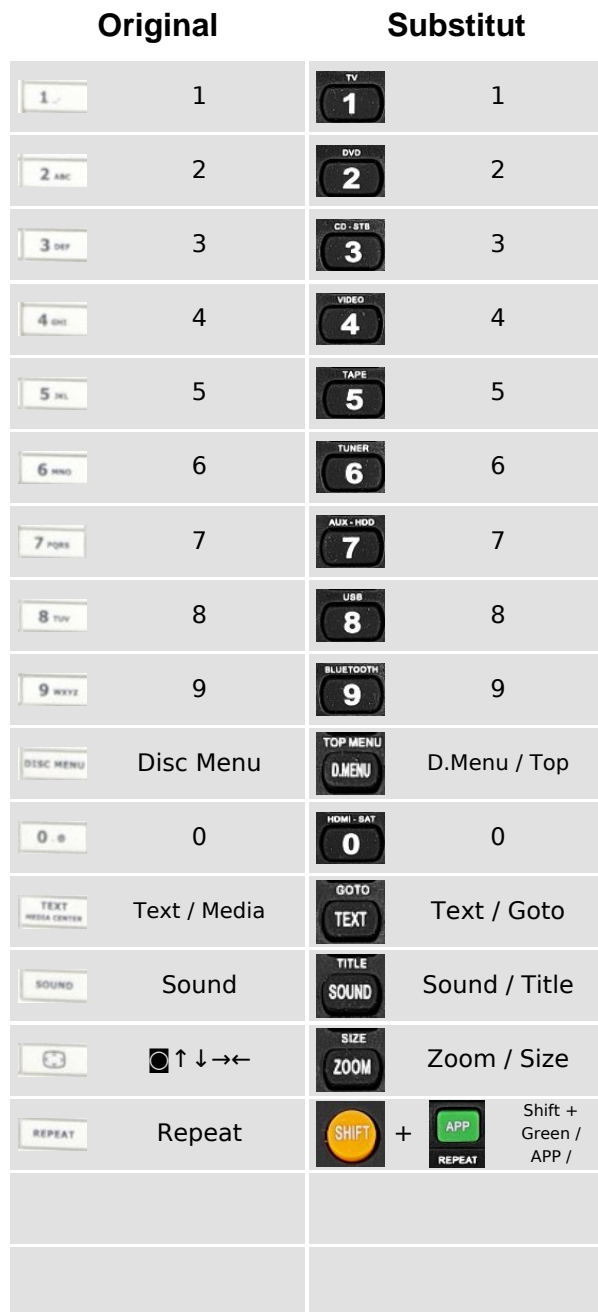 Original Substitut
1 1 TV 1 1
2 ABC 2 DVD 2 2
3 DEF 3 CD - STB 3 3
4 GHI 4 VIDEO 4 4
5 JKL 5 TAPE 5 5
6 MNO 6 TUNER 6 6
7 PQRS 7 AUX - HDD 7 7
8 TUV 8 USB 8 8
9 WXYZ 9 BLUETOOTH 9 9
DISC MENU Disc Menu TOP MENU D.MENU D.Menu / Top
0 0 HDMI - SAT 0 0
TEXT MEDIA CENTER Text / Media GOTO TEXT Text / Goto
SOUND Sound TITLE SOUND Sound / Title
◙↑↓→← SIZE ZOOM Zoom / Size
REPEAT Repeat SHIFT + APP REPEAT Shift +
Green /
APP /